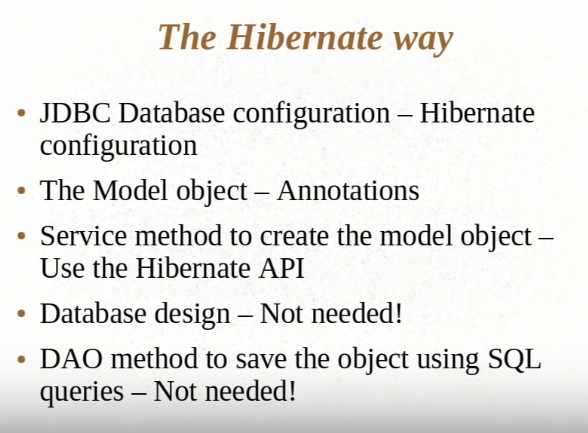 The Hibernate way
• JDBC Database configuration – Hibernate
configuration
• The Model object – Annotations
• Service method to create the model object –
Use the Hibernate API
• Database design – Not needed!
• DAO method to save the object using SQL
queries – Not needed!